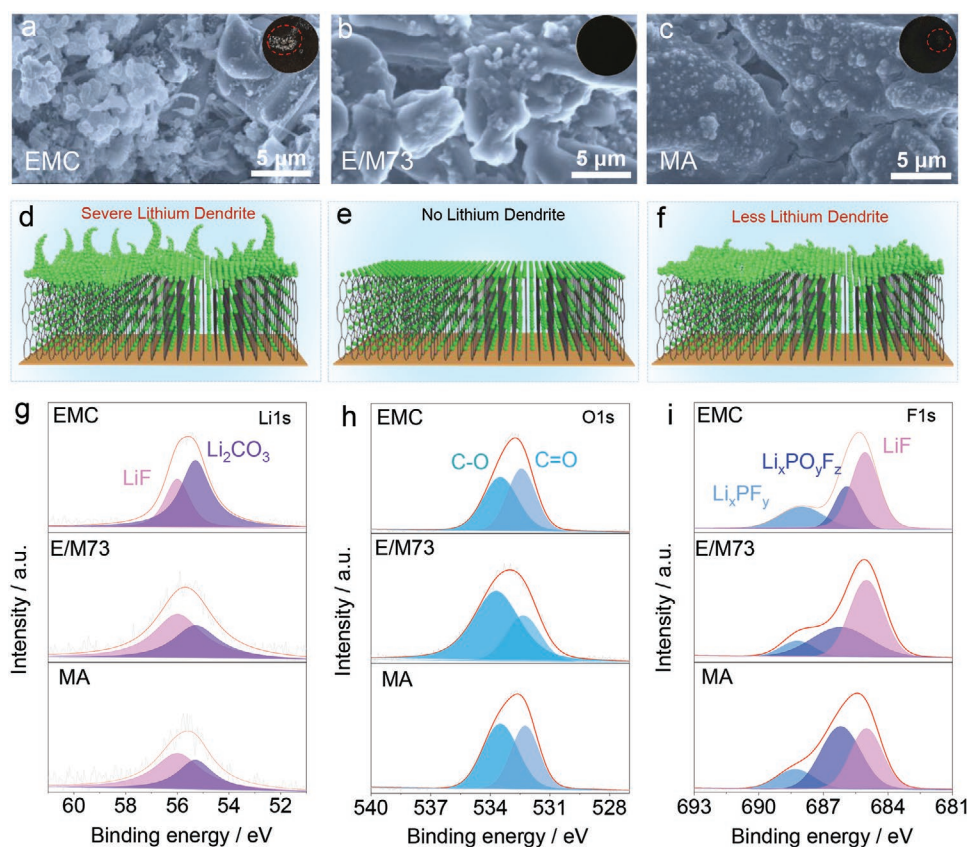 a
EMC
5 µm
b
E/M73
5 µm
c
MA
5 µm
d
Severe Lithium Dendrite
e
No Lithium Dendrite
f
Less Lithium Dendrite
g
EMC
Li1s
LiF
Li₂CO₃
E/M73
MA
Intensity / a.u.
60 58 56 54 52
Binding energy / eV
h
EMC
O1s
C-O
C=O
E/M73
MA
Intensity / a.u.
540 537 534 531 528
Binding energy / eV
i
EMC
F1s
LiₓPF_y
LiₓPO_yF_z
LiF
E/M73
MA
Intensity / a.u.
693 690 687 684 681
Binding energy / eV